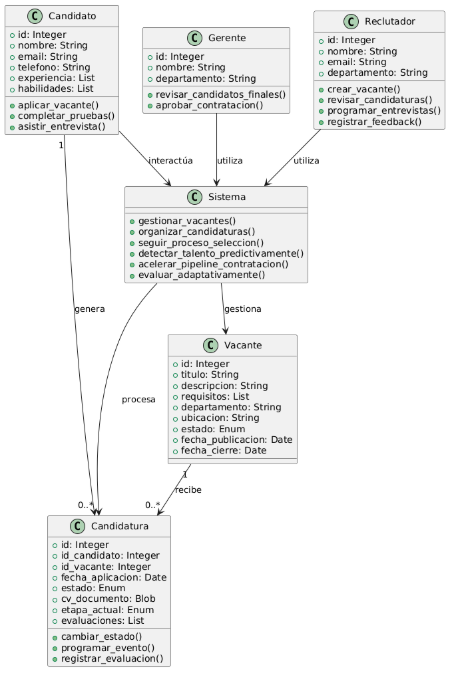 C Candidato
id: Integer
nombre: String
email: String
telefono: String
experiencia: List
habilidades: List
aplicar_vacante()
completar_pruebas()
asistir_entrevista()
C Gerente
id: Integer
nombre: String
departamento: String
revisar_candidatos_finales()
aprobar_contratacion()
C Reclutador
id: Integer
nombre: String
email: String
departamento: String
crear_vacante()
revisar_candidaturas()
programar_entrevistas()
registrar_feedback()
1
interactúa
utiliza
utiliza
C Sistema
gestionar_vacantes()
organizar_candidaturas()
seguir_proceso_seleccion()
detectar_talento_predictivamente()
acelerar_pipeline_contratacion()
evaluar_adaptativamente()
genera
gestiona
procesa
C Vacante
id: Integer
titulo: String
descripcion: String
requisitos: List
departamento: String
ubicacion: String
estado: Enum
fecha_publicacion: Date
fecha_cierre: Date
1
recibe
0..*
0..*
C Candidatura
id: Integer
id_candidato: Integer
id_vacante: Integer
fecha_aplicacion: Date
estado: Enum
cv_documento: Blob
etapa_actual: Enum
evaluaciones: List
cambiar_estado()
programar_evento()
registrar_evaluacion()